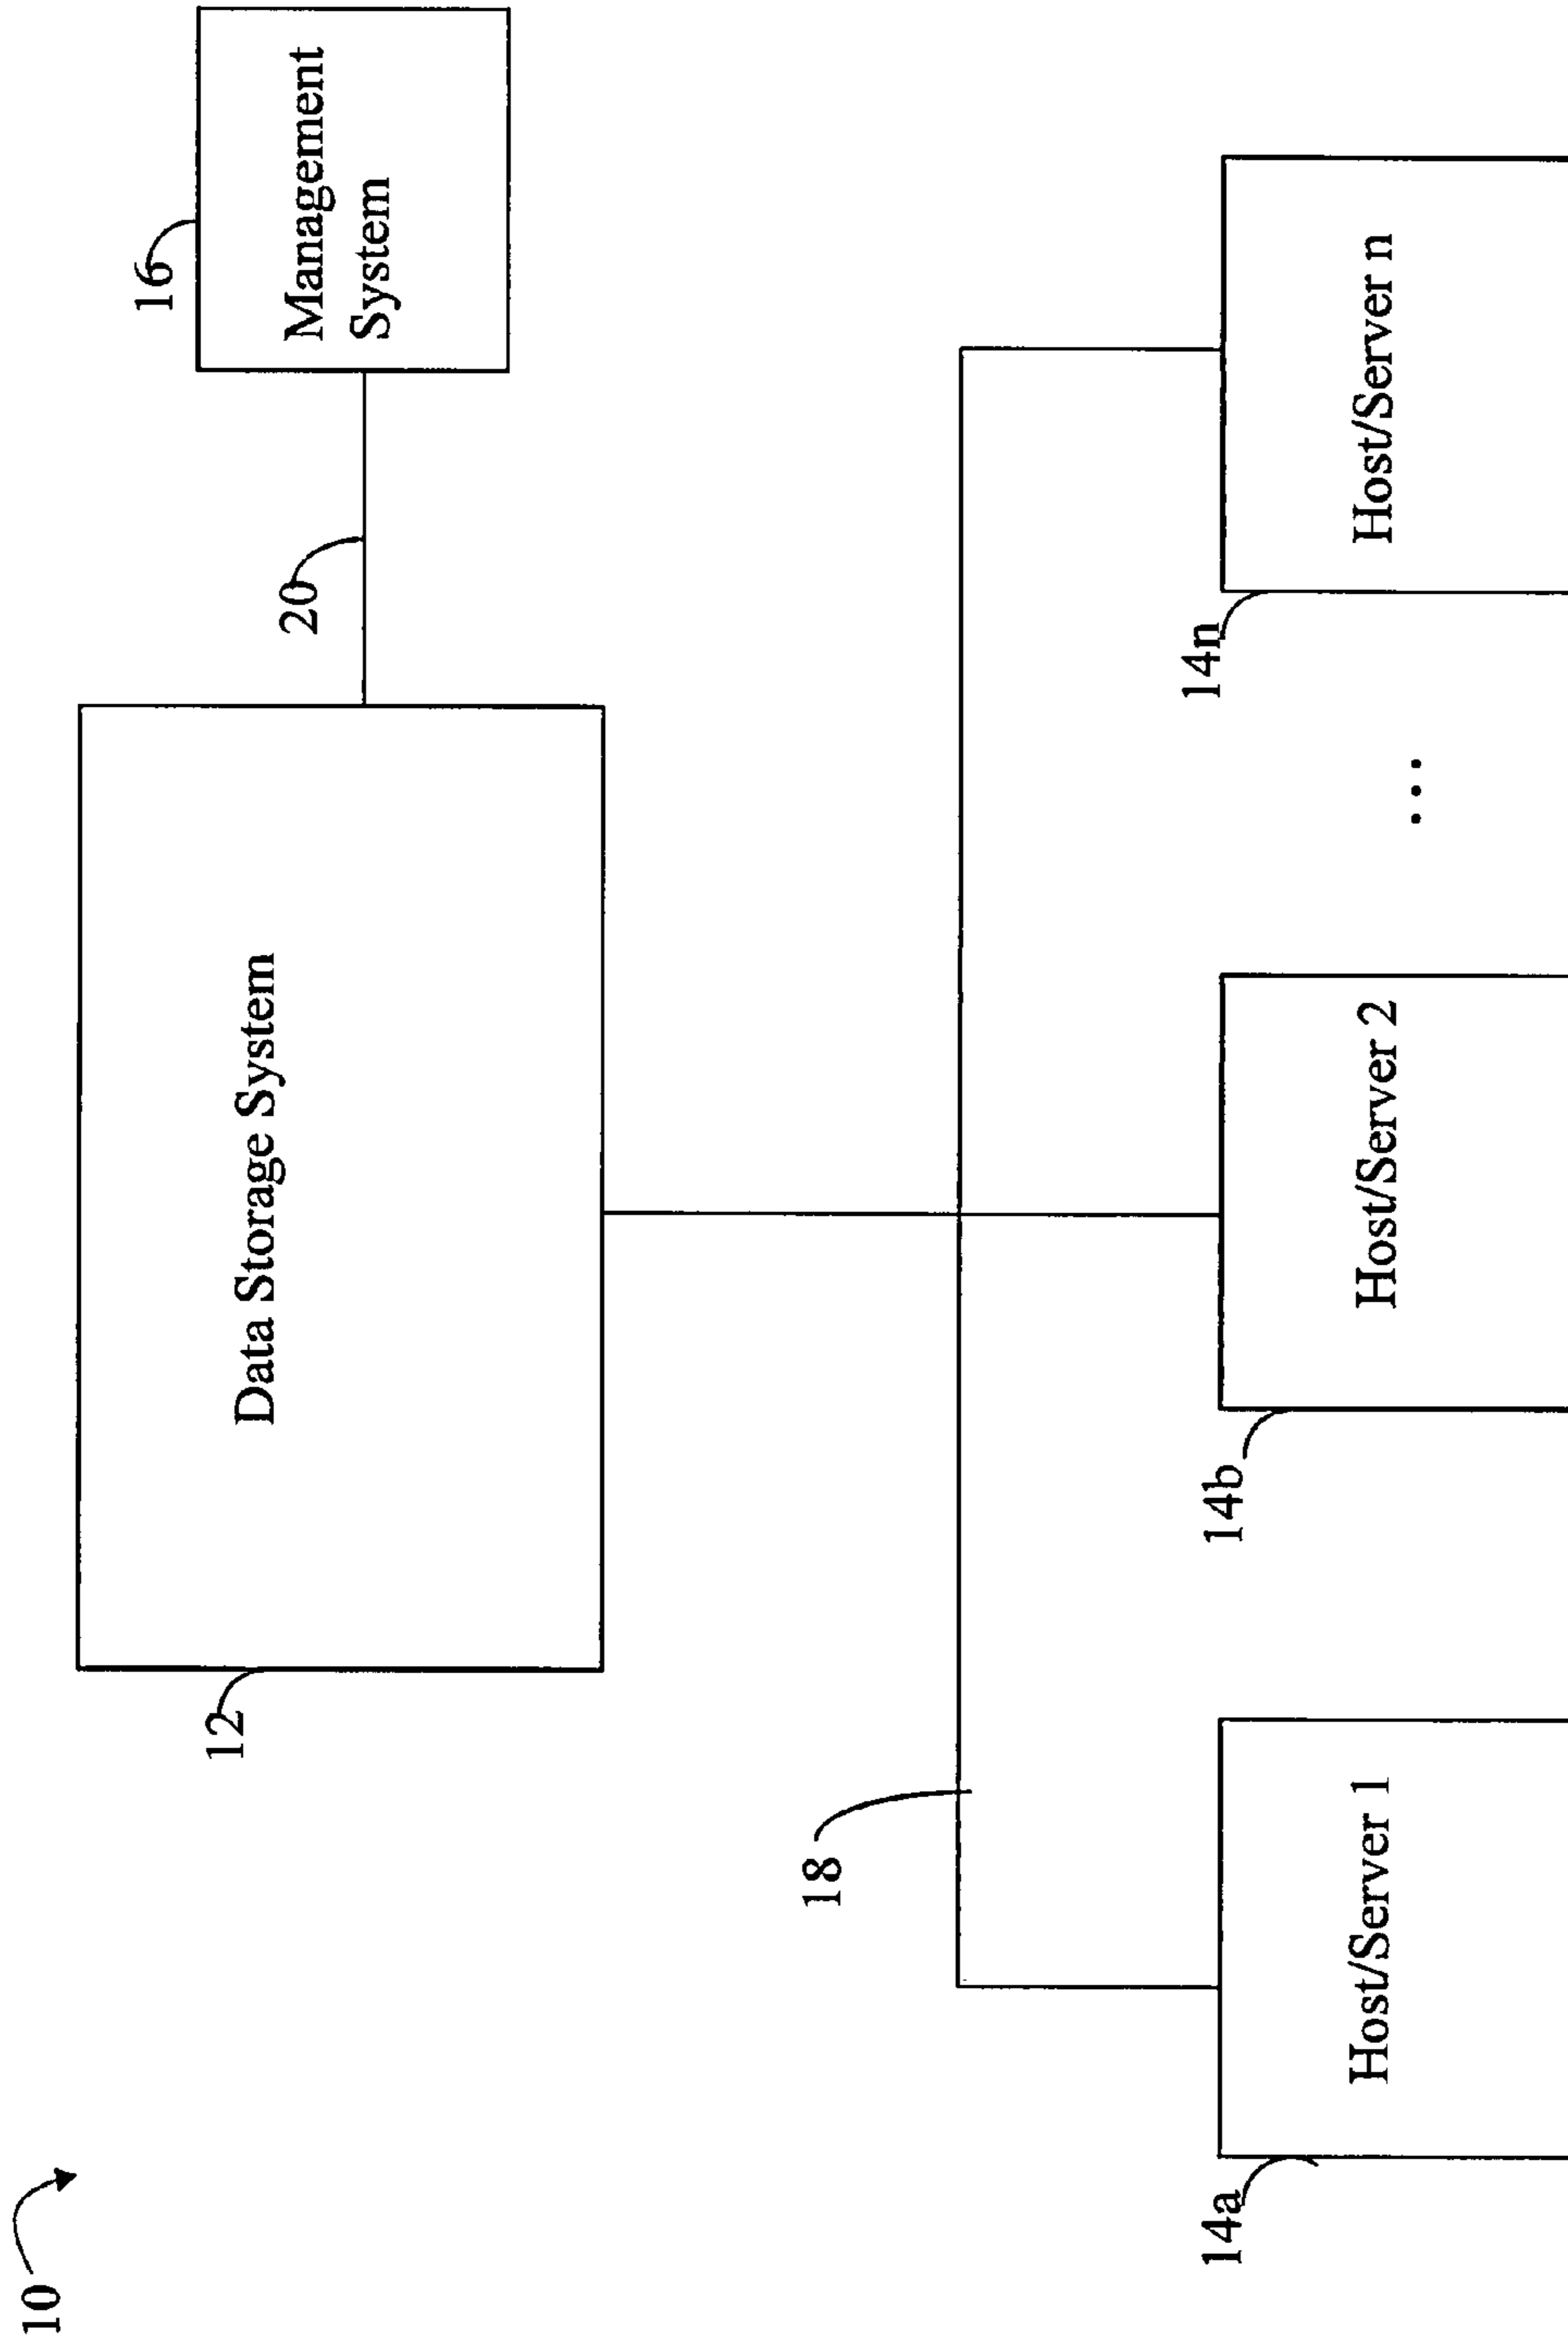 10
12
Data Storage System
20
16
Management
System
18
14a
Host/Server 1
14b
Host/Server 2
...
14n
Host/Server n